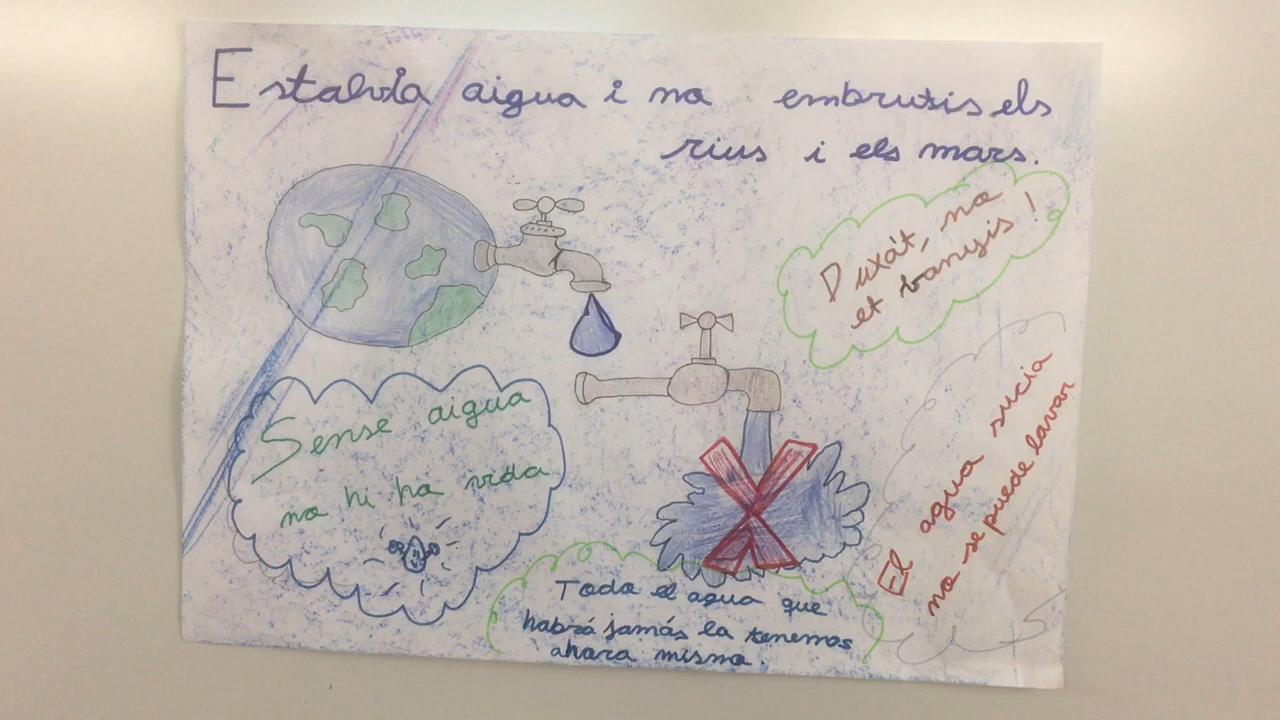 Estalvia aigua i no embrutis els
rius i els mars.
Duxa't, no
et banyis!
Sense aigua
no hi ha vida
El agua sucia
no se puede lavar
Toda el agua que
habrá jamás la tenemos
ahora mismo.